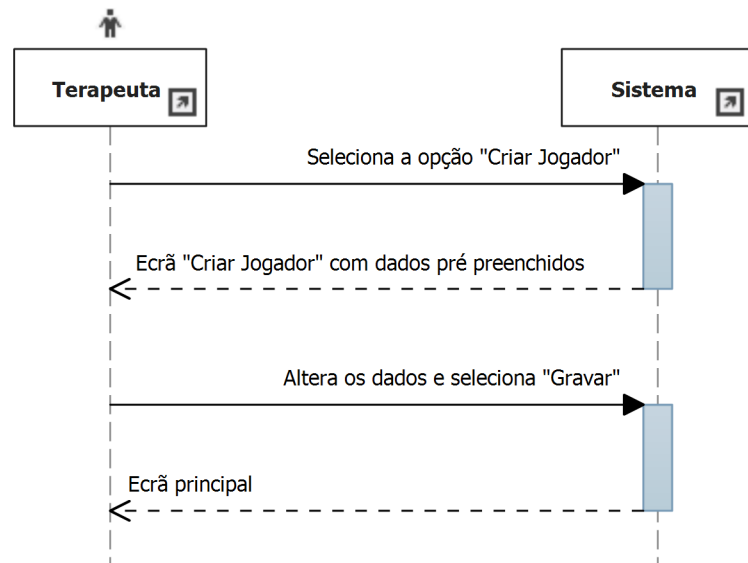 Terapeuta
Sistema
Seleciona a opção "Criar Jogador"
Ecrã "Criar Jogador" com dados pré preenchidos
Altera os dados e seleciona "Gravar"
Ecrã principal